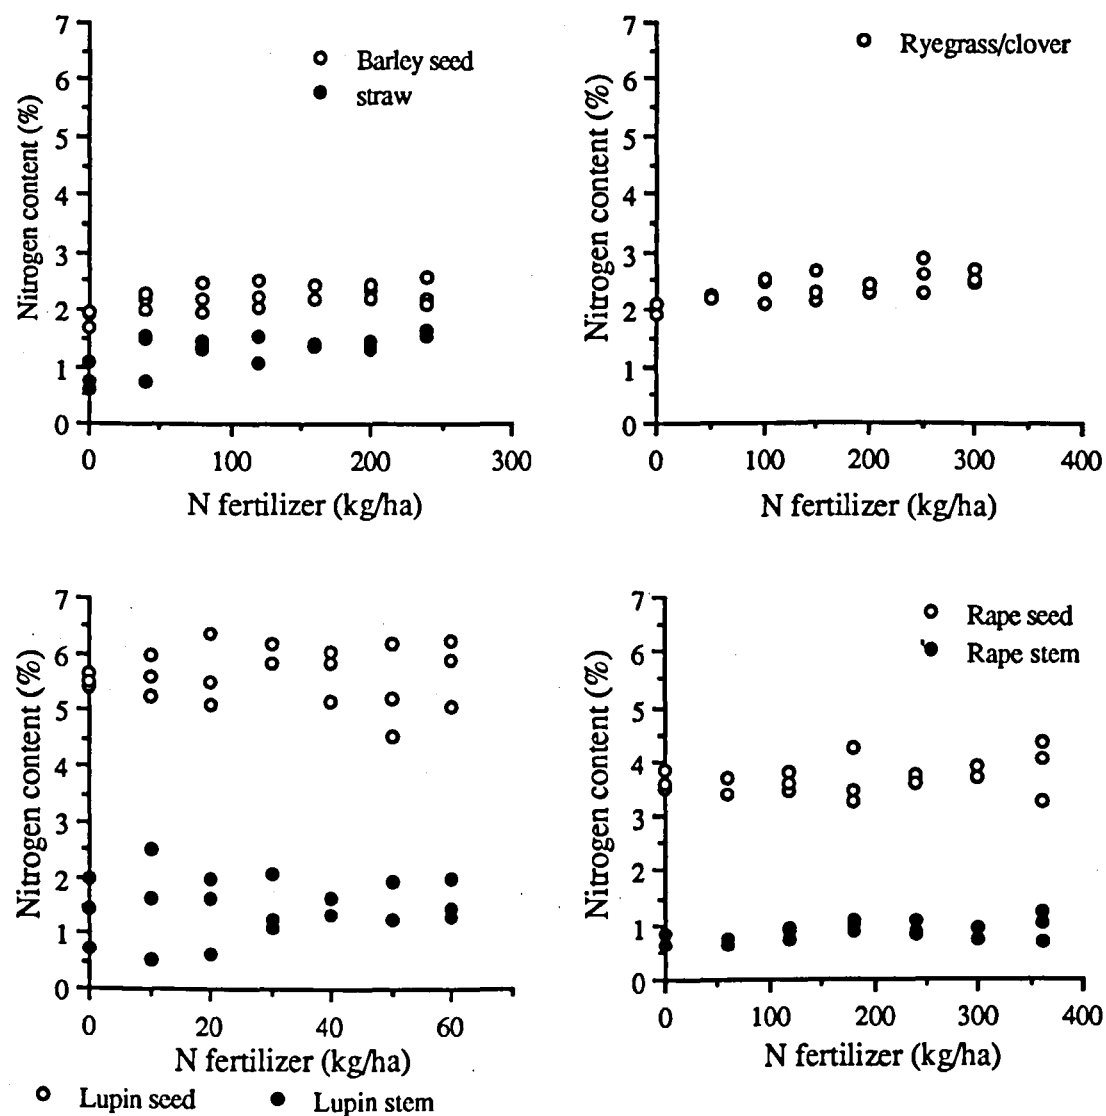 7
6
5
4
3
2
1
0
Nitrogen content (%)
Barley seed
straw
0 100 200 300
N fertilizer (kg/ha)
7
6
5
4
3
2
1
0
Nitrogen content (%)
Ryegrass/clover
0 100 200 300 400
N fertilizer (kg/ha)
7
6
5
4
3
2
1
0
Nitrogen content (%)
0 20 40 60
N fertilizer (kg/ha)
Lupin seed Lupin stem
7
6
5
4
3
2
1
0
Nitrogen content (%)
Rape seed
Rape stem
0 100 200 300 400
N fertilizer (kg/ha)